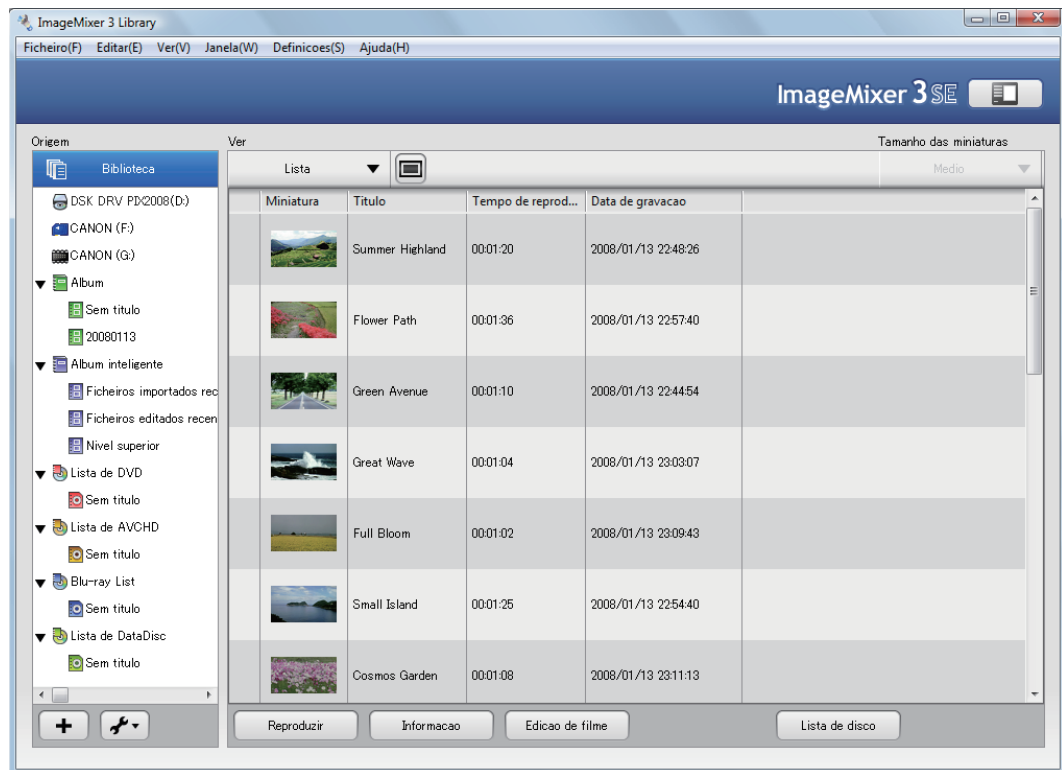 ImageMixer 3 Library
Ficheiro(F) Editar(E) Ver(V) Janela(W) Definicoes(S) Ajuda(H)
ImageMixer 3 SE
Origem
Biblioteca
DSK DRV PIX2008(D:)
CANON (F:)
CANON (G:)
Album
Sem titulo
20080113
Album inteligente
Ficheiros importados rec
Ficheiros editados recen
Nivel superior
Lista de DVD
Sem titulo
Lista de AVCHD
Sem titulo
Blu-ray List
Sem titulo
Lista de DataDisc
Sem titulo
Ver
Tamanho das miniaturas
Lista
Medio
Miniatura Titulo Tempo de reprod... Data de gravacao
Summer Highland 00:01:20 2008/01/13 22:48:26
Flower Path 00:01:36 2008/01/13 22:57:40
Green Avenue 00:01:10 2008/01/13 22:44:54
Great Wave 00:01:04 2008/01/13 23:03:07
Full Bloom 00:01:02 2008/01/13 23:09:43
Small Island 00:01:25 2008/01/13 22:54:40
Cosmos Garden 00:01:08 2008/01/13 23:11:13
Reproduzir Informacao Edicao de filme Lista de disco